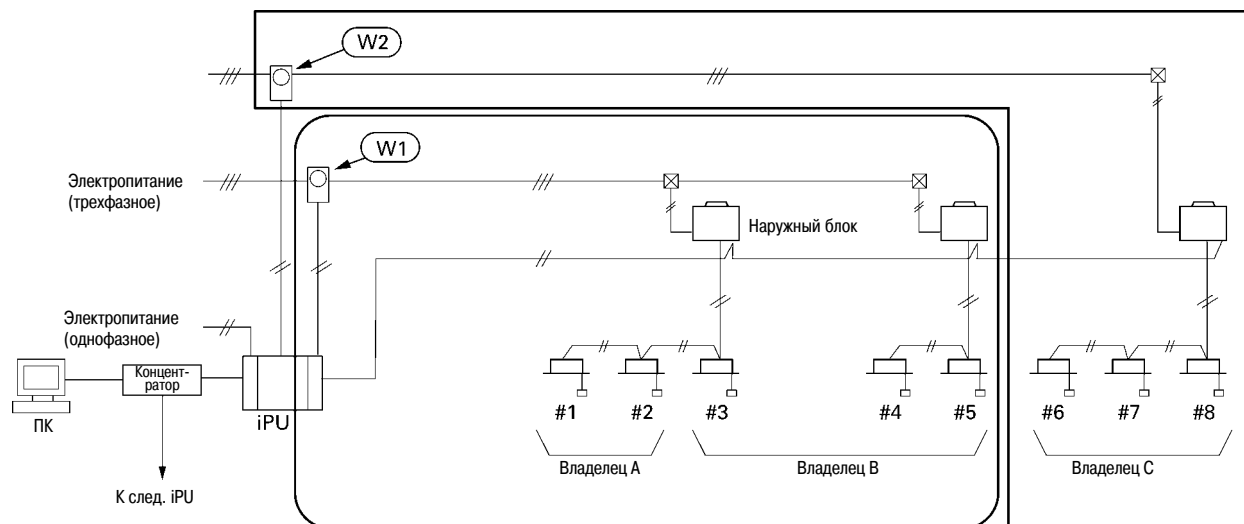 W2
W1
Электропитание
(трехфазное)
Наружный блок
Электропитание
(однофазное)
Концент-
ратор
ПК
iPU
#1 #2 #3 #4 #5 #6 #7 #8
Владелец A Владелец B Владелец C
К след. iPU